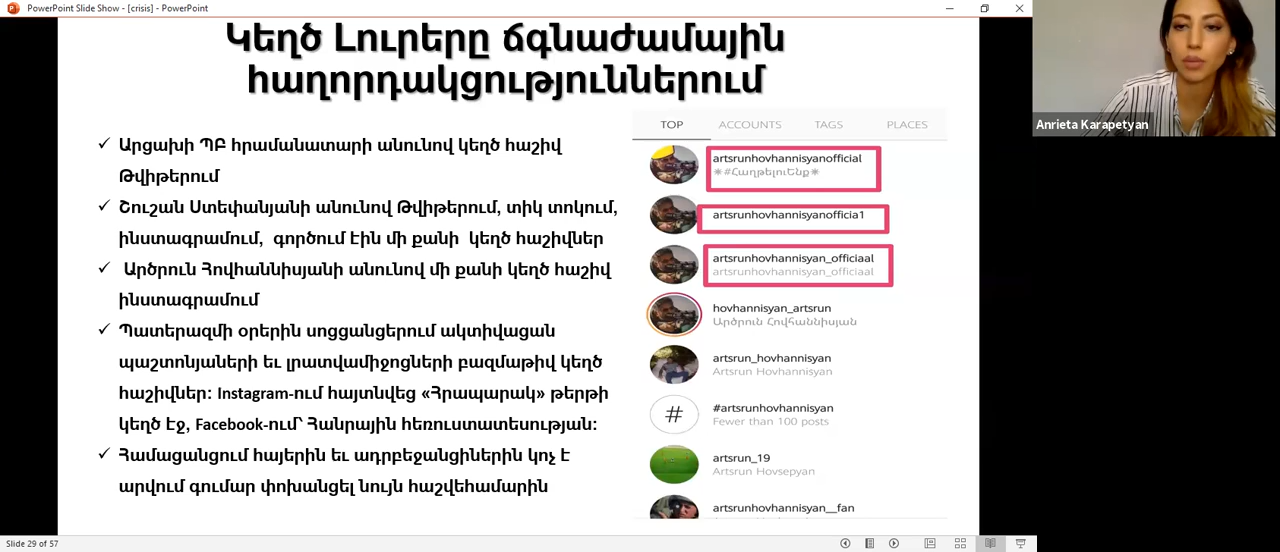 PowerPoint Slide Show - [crisis] - PowerPoint
Կեղծ Լուրերը ճգնաժամային
հաղորդակցություններում
Արցախի ՊԲ հրամանատարի անունով կեղծ հաշիվ
Թվիթերում
Շուշան Ստեփանյանի անունով Թվիթերում, տիկ տոկում,
ինստագրամում, գործում էին մի քանի կեղծ հաշիվներ
Արծրուն Հովհաննիսյանի անունով մի քանի կեղծ հաշիվ
ինստագրամում
Պատերազմի օրերին սոցցանցերում ակտիվացան
պաշտոնյաների եւ լրատվամիջոցների բազմաթիվ կեղծ
հաշիվներ: Instagram-ում հայտնվեց «Հրապարակ» թերթի
կեղծ էջ, Facebook-ում՝ Հանրային հեռուստատեսության:
Համացանցում հայերին եւ ադրբեջանցիներին կոչ է
արվում գումար փոխանցել նույն հաշվեհամարին
TOP ACCOUNTS TAGS PLACES
artsrunhovhannisyanofficial
✴#ՀաղթելուԵնք✴
artsrunhovhannisyanofficia1
artsrunhovhannisyan_officiaal
artsrunhovhannisyan_officiaal
hovhannisyan_artsrun
Արծրուն Հովհաննիսյան
artsrun_hovhannisyan
Artsrun Hovhannisyan
#
#artsrunhovhannisyan
Fewer than 100 posts
artsrun_19
Artsrun Hovsepyan
artsrunhovhannisyan__fan
Anrieta Karapetyan
Slide 29 of 57